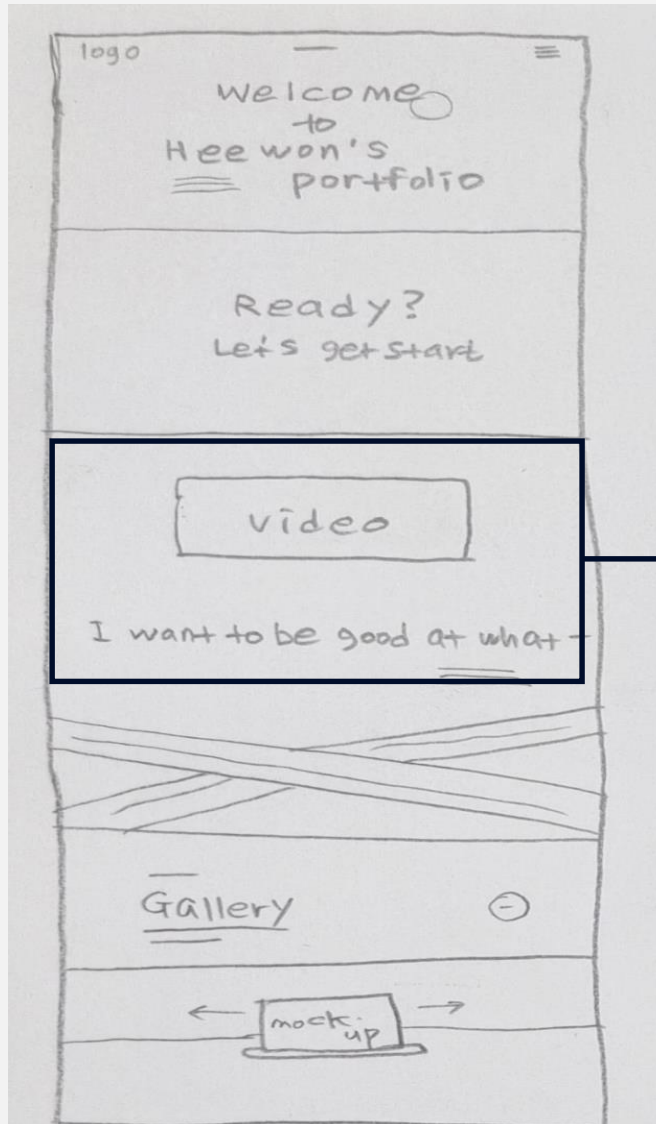 logo
Welcome
to
Heewon's
portfolio
Ready?
Let's get start
video
I want to be good at what
Gallery
mock
up